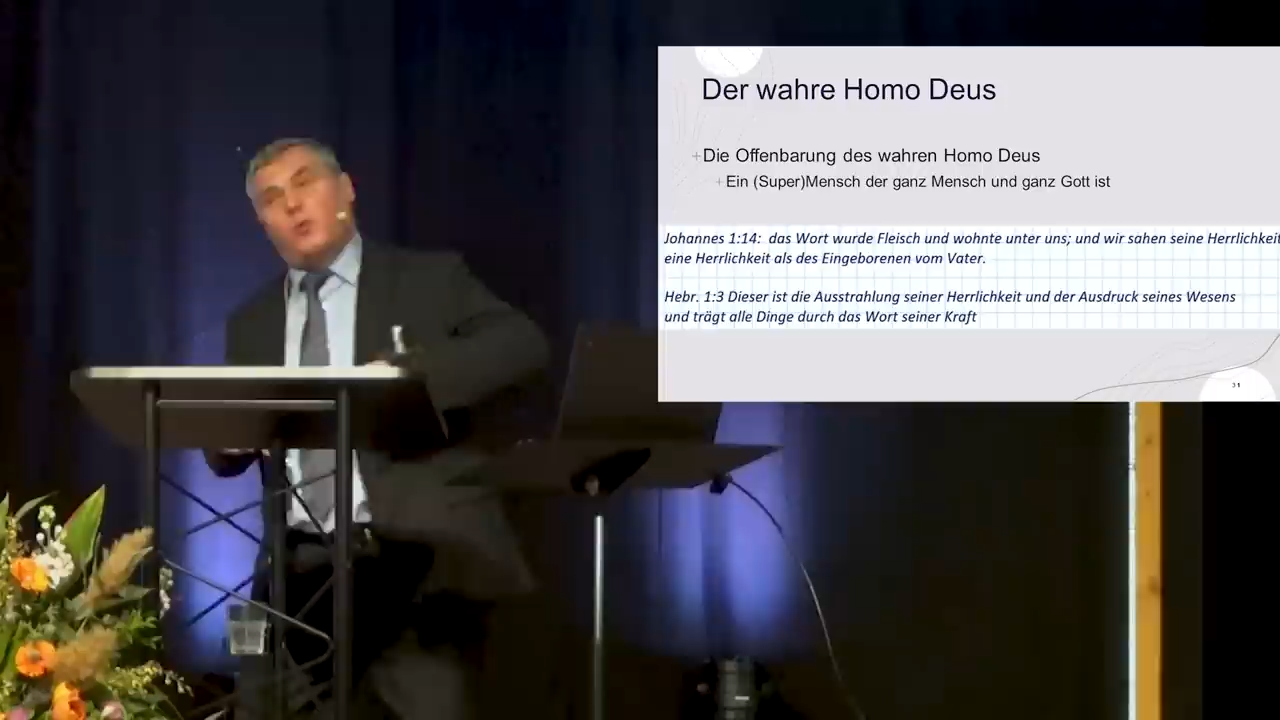 Der wahre Homo Deus
Die Offenbarung des wahren Homo Deus
Ein (Super)Mensch der ganz Mensch und ganz Gott ist
Johannes 1:14: das Wort wurde Fleisch und wohnte unter uns; und wir sahen seine Herrlichkeit
eine Herrlichkeit als des Eingeborenen vom Vater.
Hebr. 1:3 Dieser ist die Ausstrahlung seiner Herrlichkeit und der Ausdruck seines Wesens
und trägt alle Dinge durch das Wort seiner Kraft
31